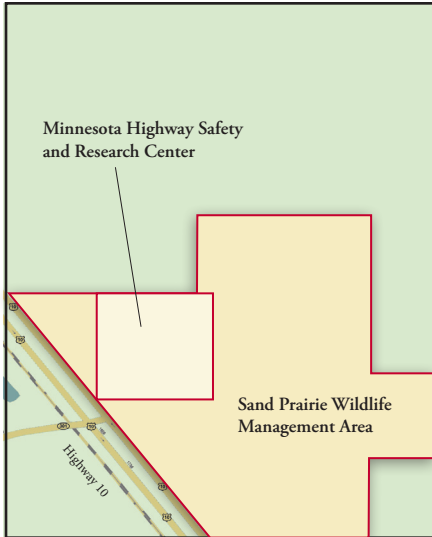 Minnesota Highway Safety
and Research Center
Sand Prairie Wildlife
Management Area
Highway 10